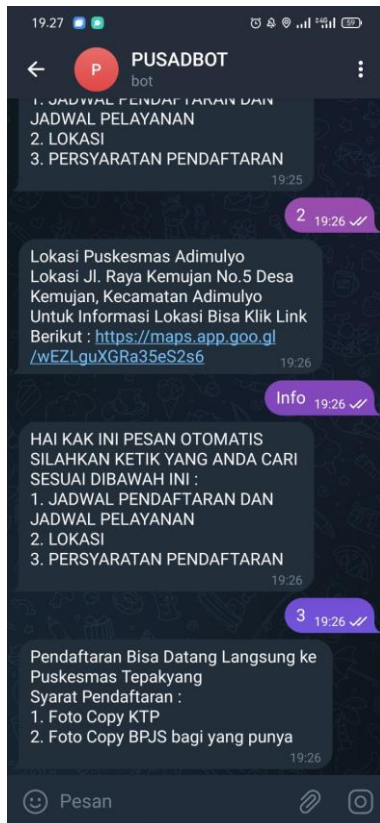 19.27
59
P
PUSADBOT
bot
1. JADWAL PENDAFTARAN DAN
JADWAL PELAYANAN
2. LOKASI
3. PERSYARATAN PENDAFTARAN
19:25
2 19:26
Lokasi Puskesmas Adimulyo
Lokasi Jl. Raya Kemujan No.5 Desa
Kemujan, Kecamatan Adimulyo
Untuk Informasi Lokasi Bisa Klik Link
Berikut : https://maps.app.goo.gl
/wEZLguXGRa35eS2s6
19:26
Info 19:26
HAI KAK INI PESAN OTOMATIS
SILAHKAN KETIK YANG ANDA CARI
SESUAI DIBAWAH INI :
1. JADWAL PENDAFTARAN DAN
JADWAL PELAYANAN
2. LOKASI
3. PERSYARATAN PENDAFTARAN
19:26
3 19:26
Pendaftaran Bisa Datang Langsung ke
Puskesmas Tepakyang
Syarat Pendaftaran :
1. Foto Copy KTP
2. Foto Copy BPJS bagi yang punya
19:26
Pesan